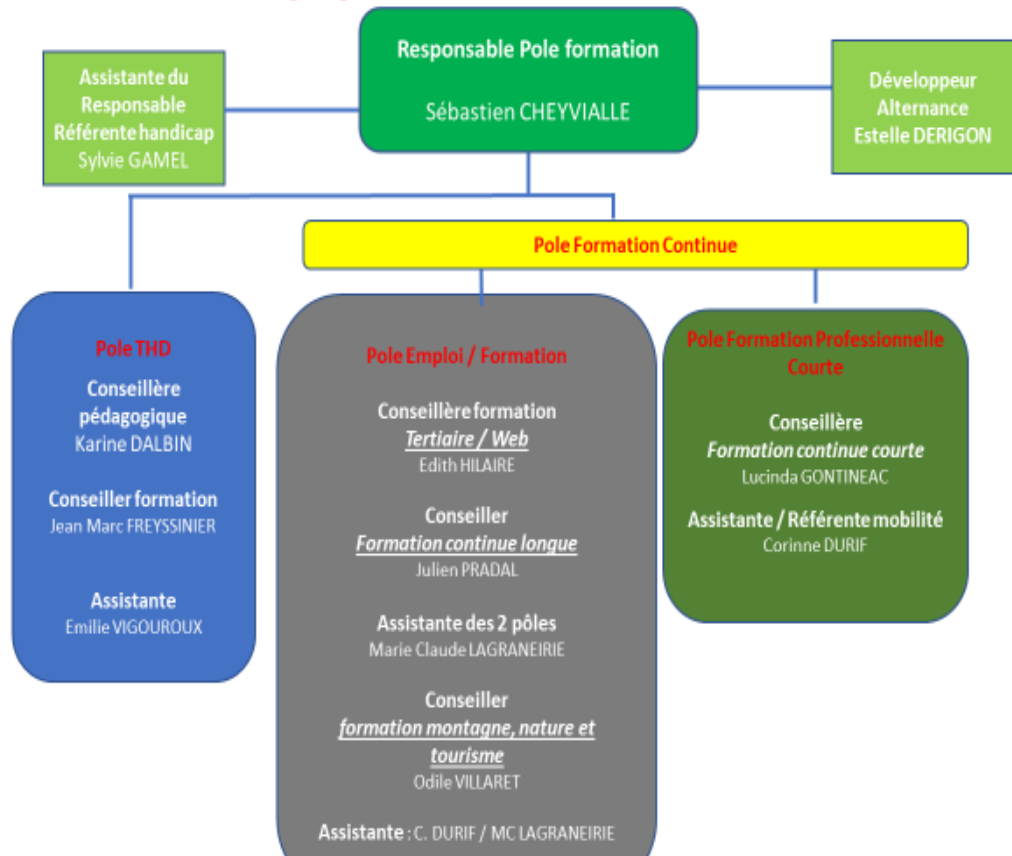 Responsable Pole formation
Sébastien CHEYVIALLE
Assistante du
Responsable
Référente handicap
Sylvie GAMEL
Développeur
Alternance
Estelle DERIGON
Pole Formation Continue
Pole THD
Conseillère
pédagogique
Karine DALBIN
Conseiller formation
Jean Marc FREYSSINIER
Assistante
Emilie VIGOUROUX
Pole Emploi / Formation
Conseillère formation
Tertiaire / Web
Edith HILAIRE
Conseiller
Formation continue longue
Julien PRADAL
Assistante des 2 pôles
Marie Claude LAGRANEIRIE
Conseiller
formation montagne, nature et
tourisme
Odile VILLARET
Assistante : C. DURIF / MC LAGRANEIRIE
Pole Formation Professionnelle
Courte
Conseillère
Formation continue courte
Lucinda GONTINEAC
Assistante / Référente mobilité
Corinne DURIF